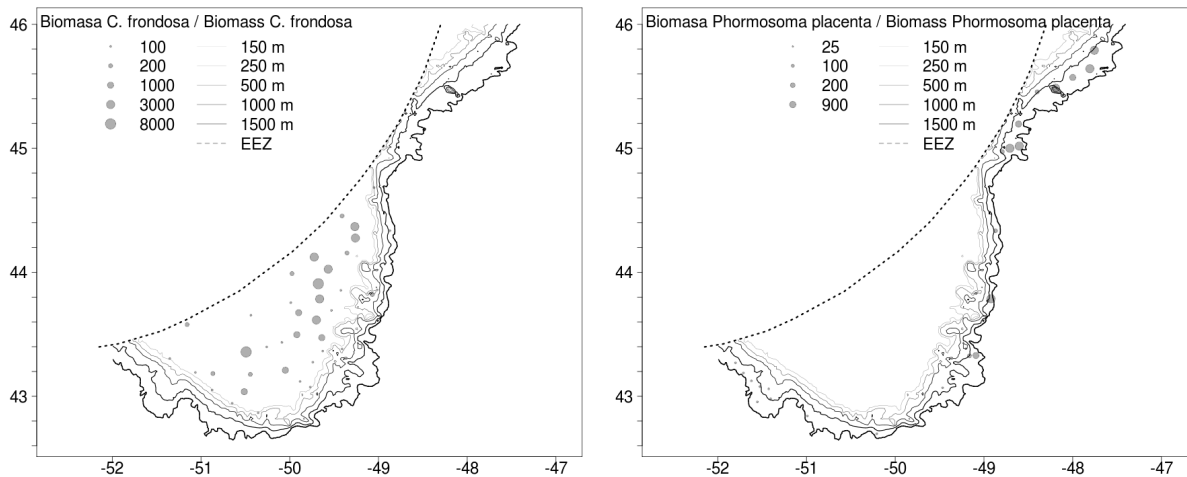 Biomasa C. frondosa / Biomass C. frondosa
100 150 m
200 250 m
1000 500 m
3000 1000 m
8000 1500 m
EEZ
46
45
44
43
-52 -51 -50 -49 -48 -47
Biomasa Phormosoma placenta / Biomass Phormosoma placenta
25 150 m
100 250 m
200 500 m
900 1000 m
1500 m
EEZ
46
45
44
43
-52 -51 -50 -49 -48 -47